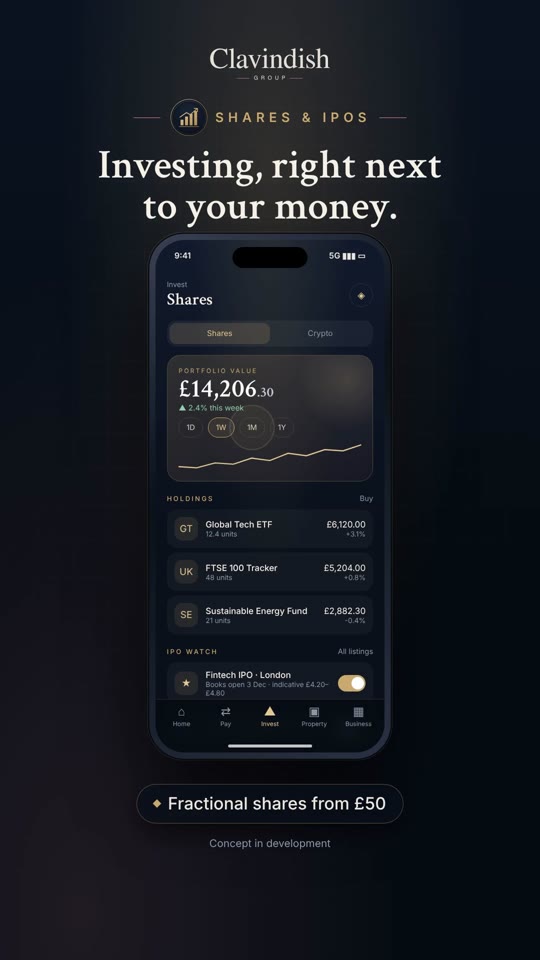 Clavindish
GROUP
SHARES & IPOS
Investing, right next
to your money.
9:41
5G
Invest
Shares
Shares
Crypto
PORTFOLIO VALUE
£14,206.30
▲ 2.4% this week
1D
1W
1M
1Y
HOLDINGS
Buy
GT
Global Tech ETF
£6,120.00
12.4 units
+3.1%
UK
FTSE 100 Tracker
£5,204.00
48 units
+0.8%
SE
Sustainable Energy Fund
£2,882.30
21 units
-0.4%
IPO WATCH
All listings
Fintech IPO · London
Books open 3 Dec · indicative £4.20–
£4.80
Home
Pay
Invest
Property
Business
Fractional shares from £50
Concept in development